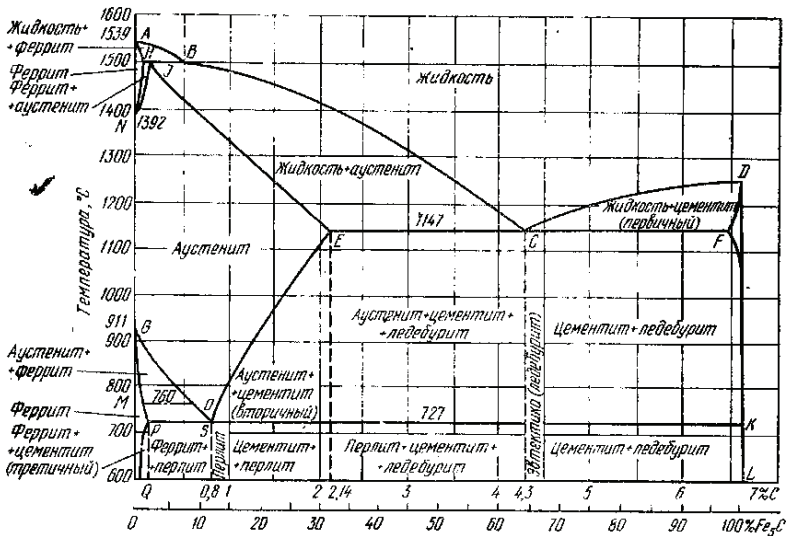 1600
1539
A
Жидкость+
+феррит
H
B
1500
Феррит
J
Жидкость
Феррит+
+аустенит
1400
N
1392
1300
Жидкость+аустенит
D
1200
Жидкость+цементит
(первичный)
1147
E
C
F
1100
Температура, °С
Аустенит
1000
Аустенит+цементит+
+ледебурит
Цементит+ледебурит
911
G
900
Аустенит+
+феррит
800
Аустенит+
+цементит
(вторичный)
Эвтектика (ледебурит)
M
760
O
Феррит
727
700
P
S
K
Феррит+
+цементит
(третичный)
Феррит+
+перлит
Перлит
Цементит+
+перлит
Перлит+цементит+
+ледебурит
Цементит+ледебурит
600
L
Q
0,8 1 2 2,14 3 4 4,3 5 6 7%С
0 10 20 30 40 50 60 70 80 90 100%Fe₃C